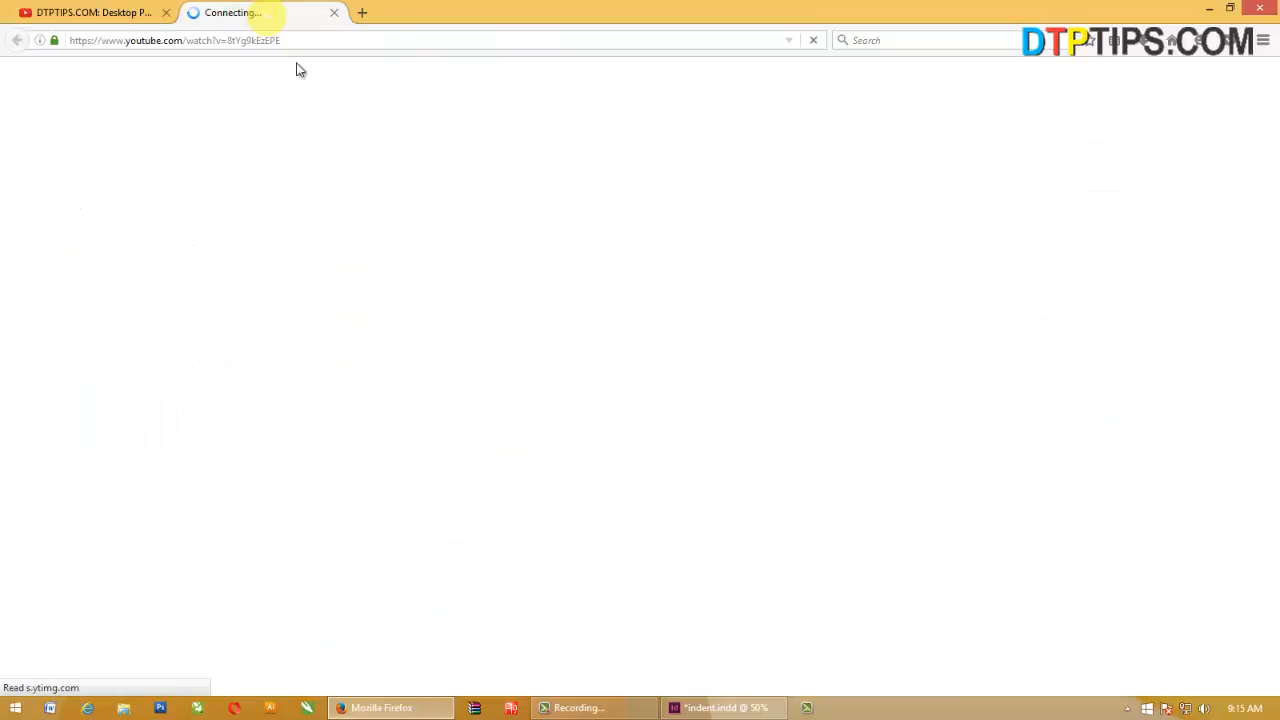 DTPTIPS.COM: Desktop P...
Connecting...
https://www.youtube.com/watch?v=8tYg9kEzEPE
Search
DTPTIPS.COM
Read s.ytimg.com
Mozilla Firefox
Recording...
*indent.indd @ 50%
9:15 AM